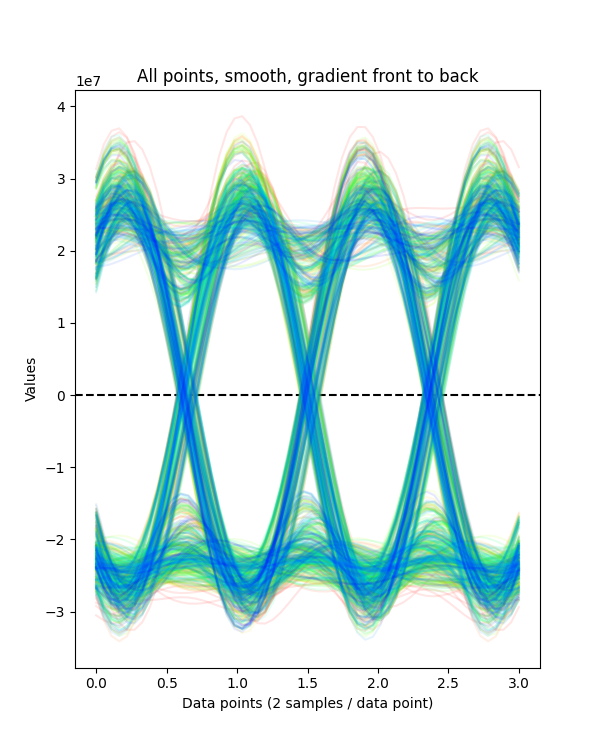 All points, smooth, gradient front to back
1e7
4
3
2
1
0
−1
−2
−3
Values
0.0 0.5 1.0 1.5 2.0 2.5 3.0
Data points (2 samples / data point)